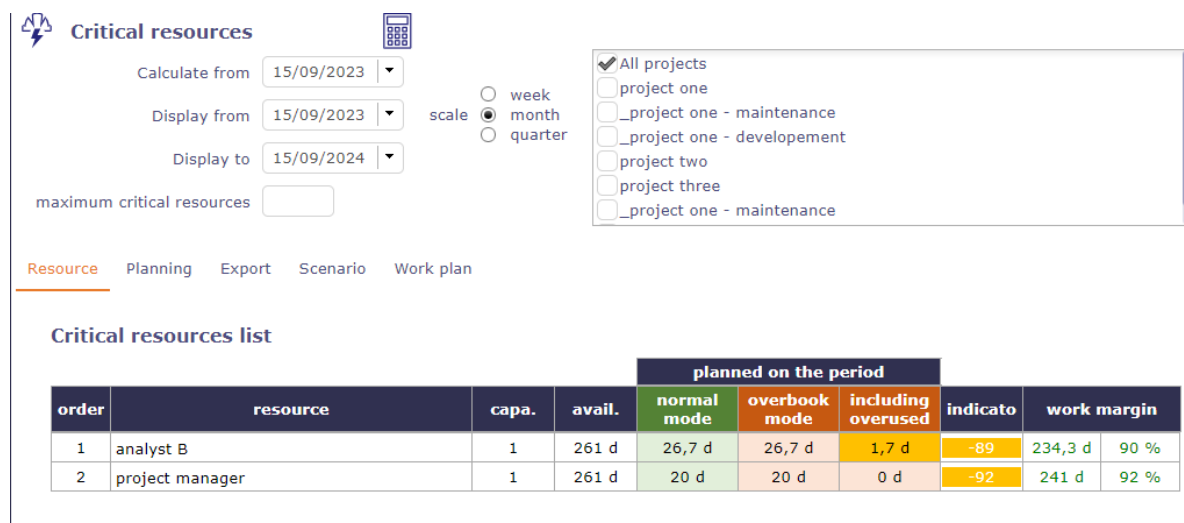 Critical resources
Calculate from 15/09/2023
Display from 15/09/2023
Display to 15/09/2024
maximum critical resources
scale
week
month
quarter
All projects
project one
_project one - maintenance
_project one - developement
project two
project three
_project one - maintenance
Resource Planning Export Scenario Work plan
Critical resources list
planned on the period
order resource capa. avail. normal mode overbook mode including overused indicato work margin
1 analyst B 1 261 d 26,7 d 26,7 d 1,7 d -89 234,3 d 90 %
2 project manager 1 261 d 20 d 20 d 0 d -92 241 d 92 %